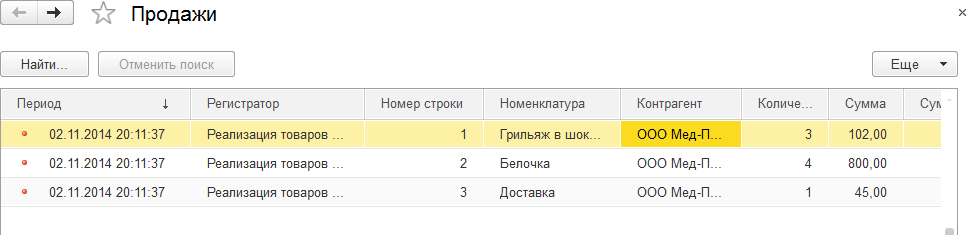 Продажи
Найти... Отменить поиск Еще
Период Регистратор Номер строки Номенклатура Контрагент Количе... Сумма Сум
02.11.2014 20:11:37 Реализация товаров ... 1 Грильяж в шок... ООО Мед-П... 3 102,00
02.11.2014 20:11:37 Реализация товаров ... 2 Белочка ООО Мед-П... 4 800,00
02.11.2014 20:11:37 Реализация товаров ... 3 Доставка ООО Мед-П... 1 45,00